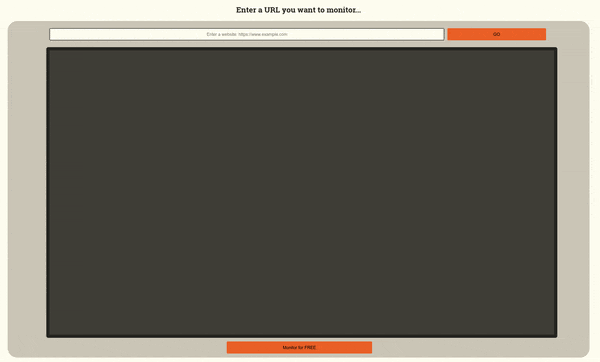 Enter a URL you want to monitor...
Enter a website: https://www.example.com
GO
Monitor for FREE